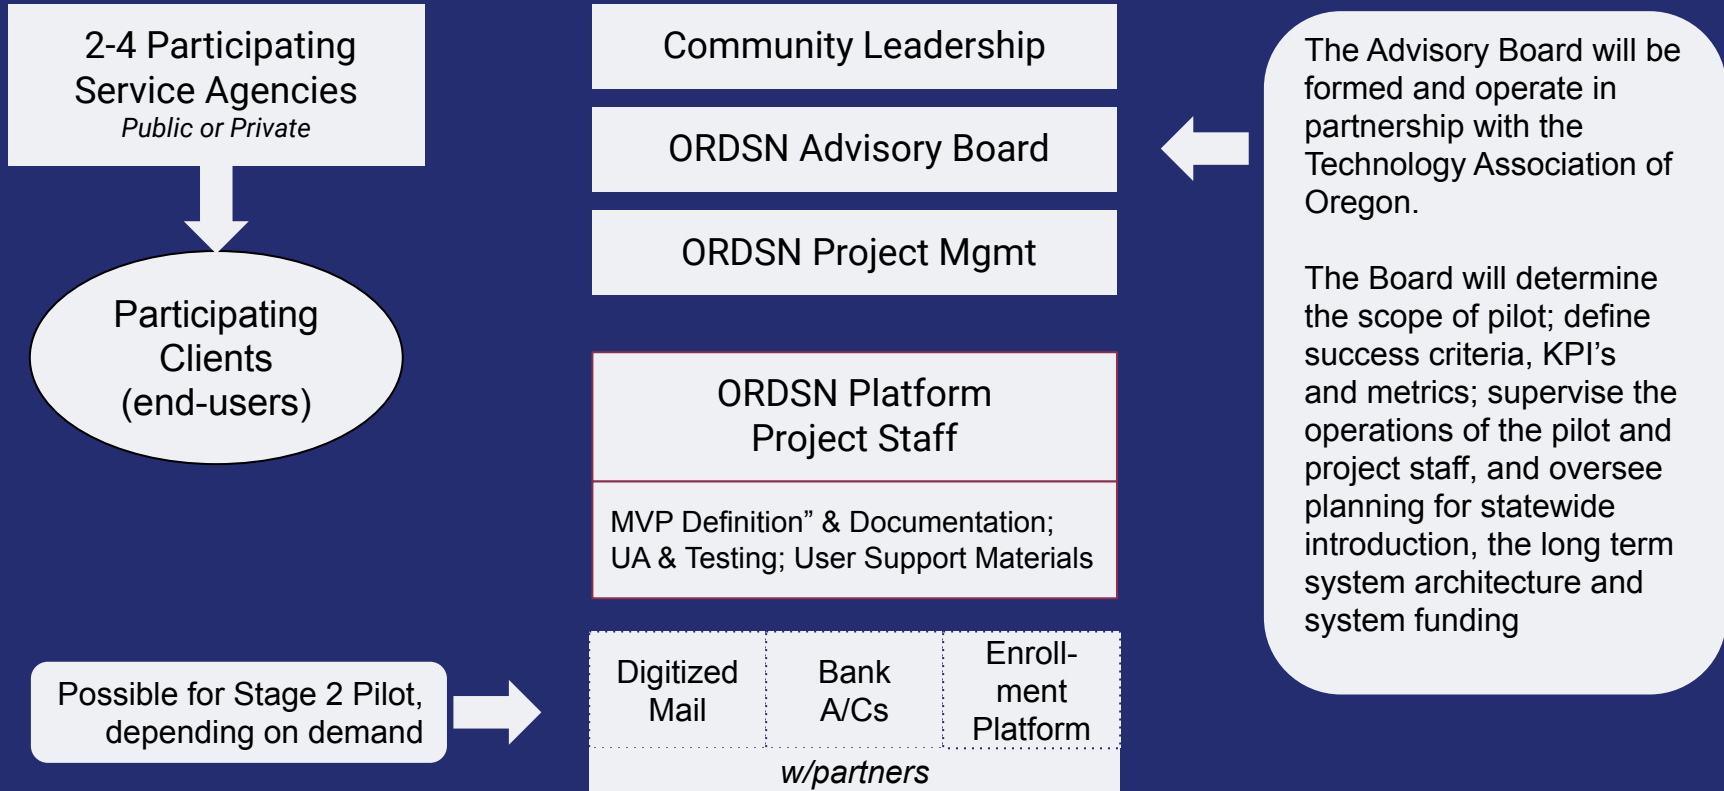 2-4 Participating
Service Agencies
Public or Private
Participating
Clients
(end-users)
Community Leadership
ORDSN Advisory Board
ORDSN Project Mgmt
ORDSN Platform
Project Staff
MVP Definition” & Documentation;
UA & Testing; User Support Materials
Possible for Stage 2 Pilot,
depending on demand
Digitized
Mail
Bank
A/Cs
Enroll-
ment
Platform
w/partners
The Advisory Board will be
formed and operate in
partnership with the
Technology Association of
Oregon.
The Board will determine
the scope of pilot; define
success criteria, KPI’s
and metrics; supervise the
operations of the pilot and
project staff, and oversee
planning for statewide
introduction, the long term
system architecture and
system funding